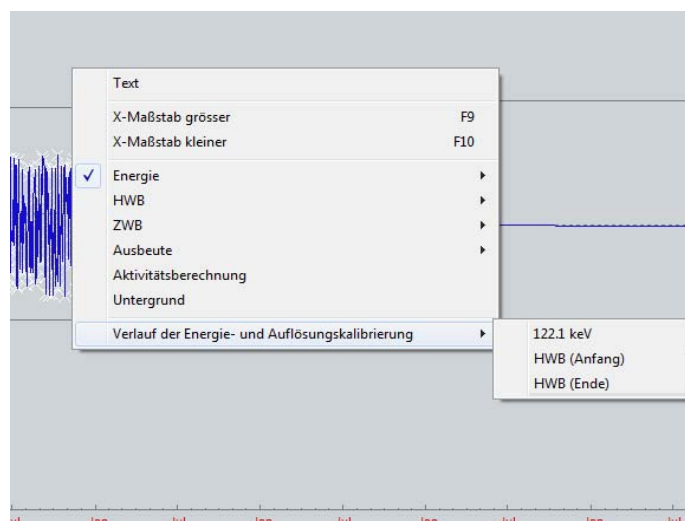 Text
X-Maßstab grösser F9
X-Maßstab kleiner F10
Energie
HWB
ZWB
Ausbeute
Aktivitätsberechnung
Untergrund
Verlauf der Energie- und Auflösungskalibrierung
122.1 keV
HWB (Anfang)
HWB (Ende)